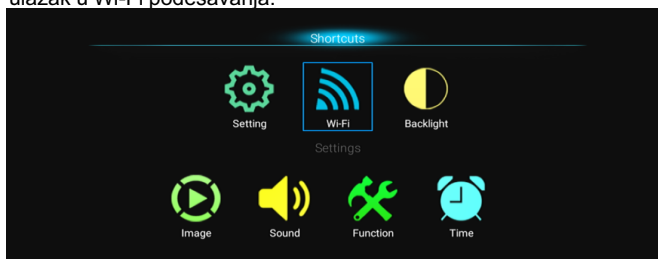 ulazak u Wi-Fi podešavanja.
Shortcuts
Setting
Wi-Fi
Backlight
Settings
Image
Sound
Function
Time